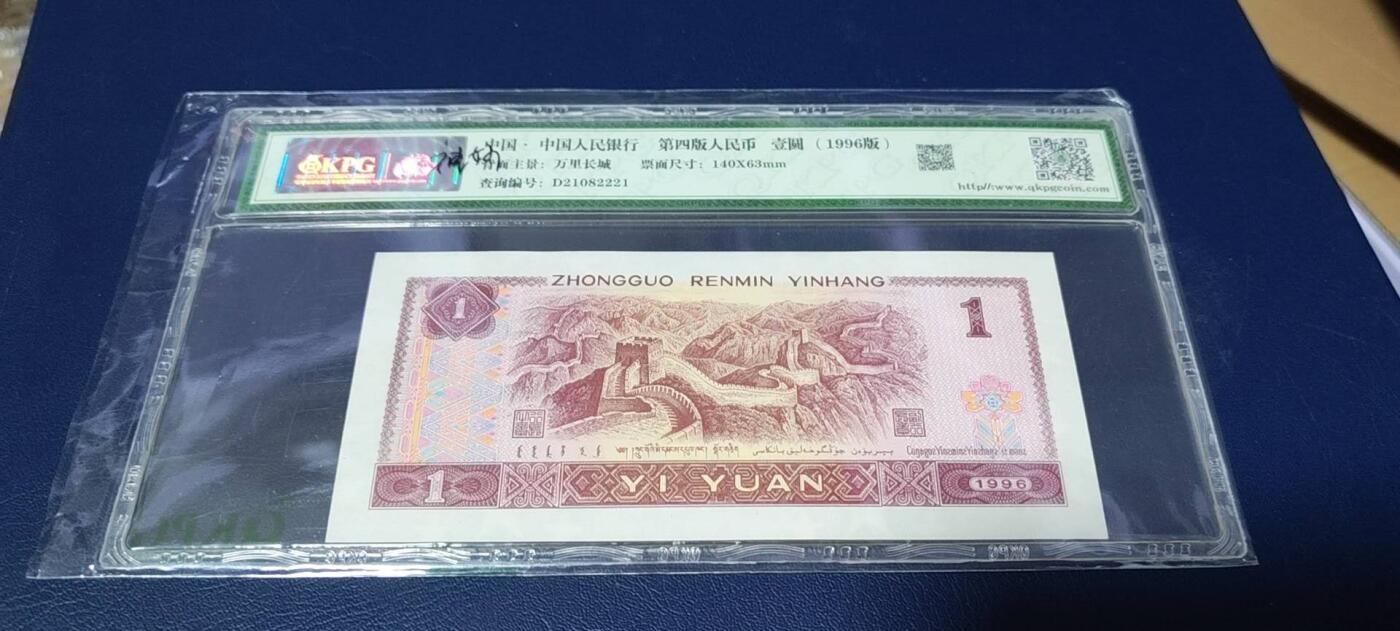 中国·中国人民银行 第四版人民币 壹圆(1996版)
QKPG
背面主景:万里长城 票面尺寸:140X63mm
查询编号:D21082221
http//:www.qkpgcoin.com
ZHONGGUO RENMIN YINHANG
1
1
1
YI YUAN
1996